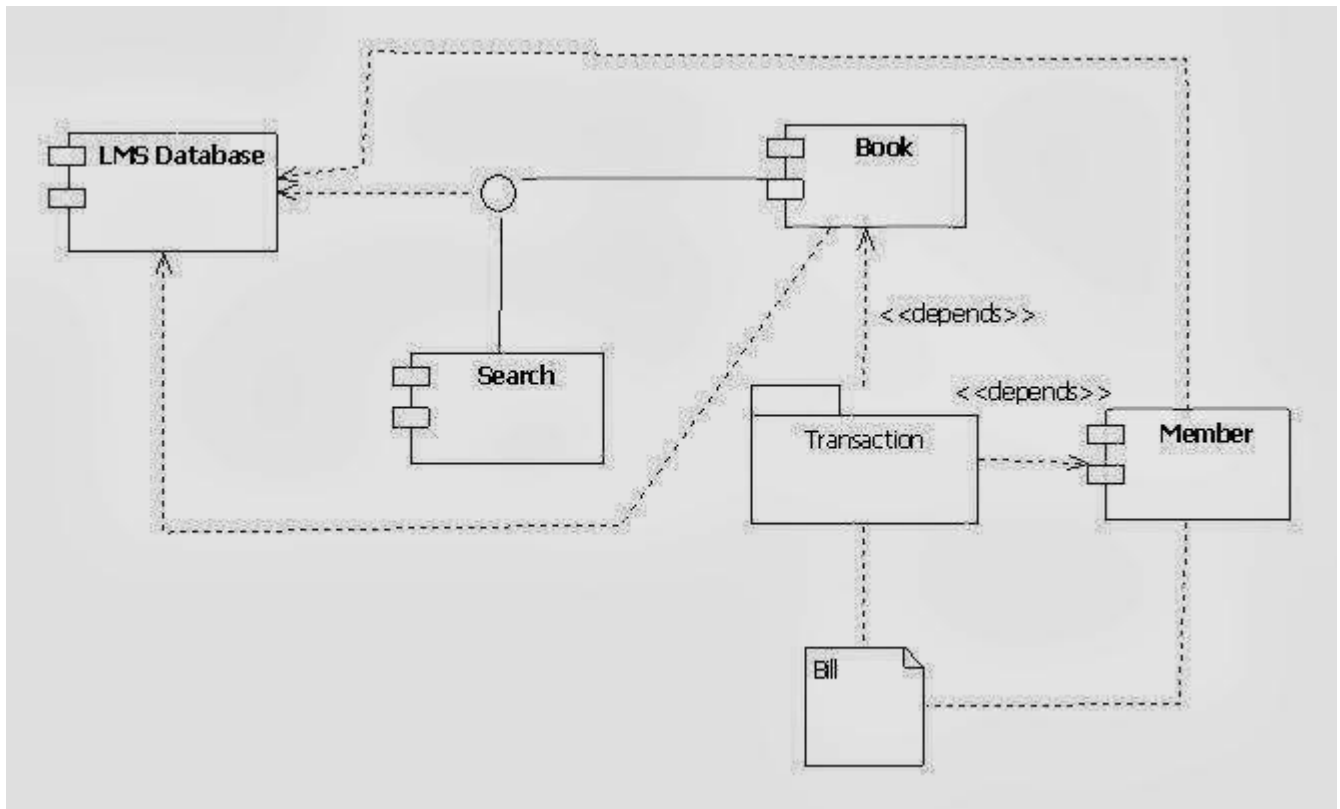 LMS Database
Book
<<depends>>
Search
<<depends>>
Transaction
Member
Bill